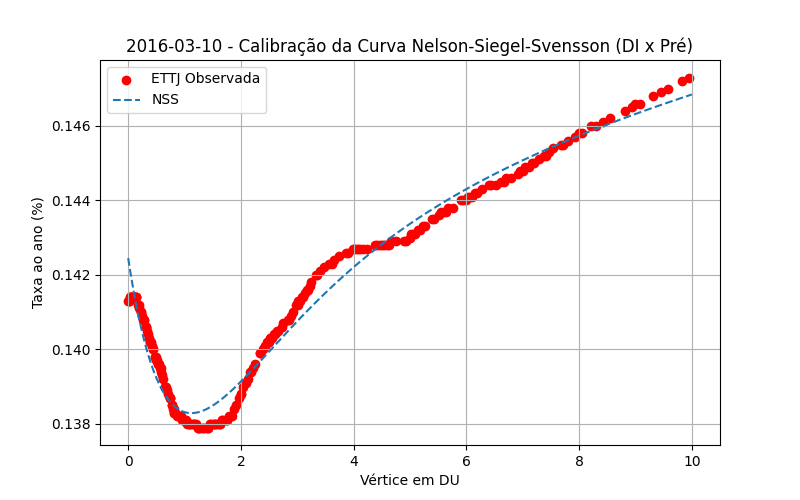 2016-03-10 - Calibração da Curva Nelson-Siegel-Svensson (DI x Pré)
ETTJ Observada
NSS
Taxa ao ano (%)
0.146
0.144
0.142
0.140
0.138
0
2
4
6
8
10
Vértice em DU